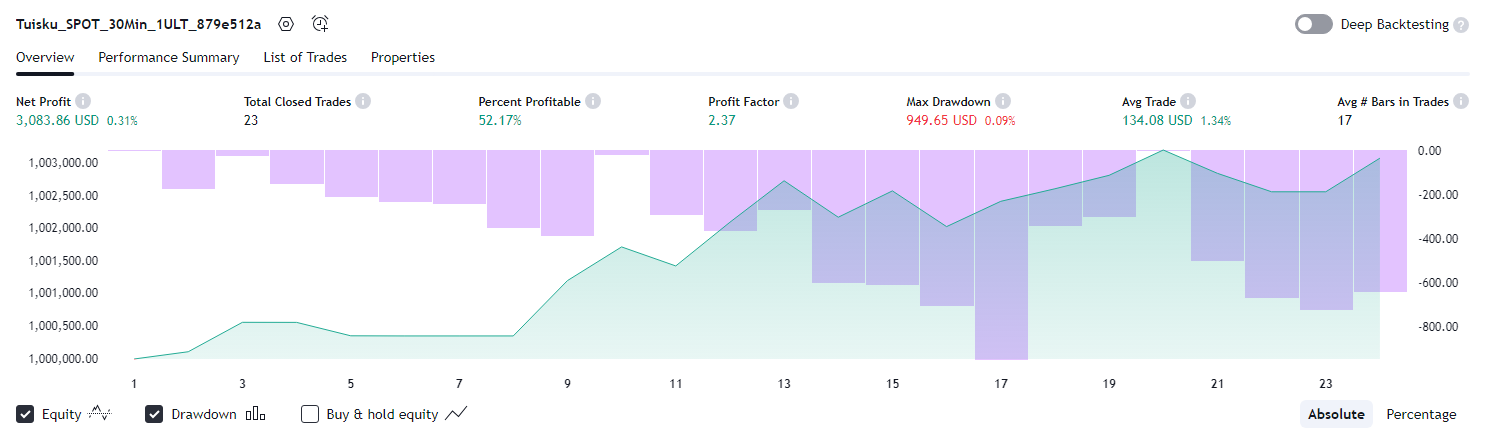 Tuisku_SPOT_30Min_1ULT_879e512a
Deep Backtesting ?
Overview Performance Summary List of Trades Properties
Net Profit i Total Closed Trades i Percent Profitable i Profit Factor i Max Drawdown i Avg Trade i Avg # Bars in Trades i
3,083.86 USD 0.31% 23 52.17% 2.37 949.65 USD 0.09% 134.08 USD 1.34% 17
1,003,000.00
1,002,500.00
1,002,000.00
1,001,500.00
1,001,000.00
1,000,500.00
1,000,000.00
0.00
-200.00
-400.00
-600.00
-800.00
1 3 5 7 9 11 13 15 17 19 21 23
Equity Drawdown Buy & hold equity Absolute Percentage